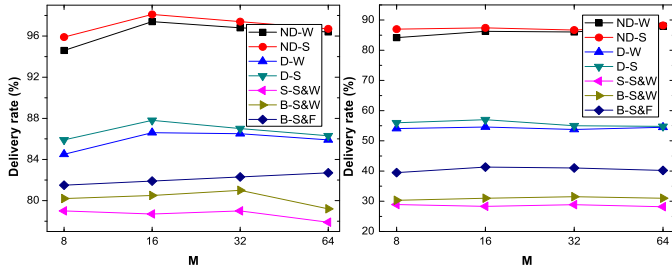 Delivery rate (%)
96
92
88
84
80
8
16
32
64
M
ND-W
ND-S
D-W
D-S
S-S&W
B-S&W
B-S&F
Delivery rate (%)
90
80
70
60
50
40
30
20
8
16
32
64
M
ND-W
ND-S
D-W
D-S
S-S&W
B-S&W
B-S&F